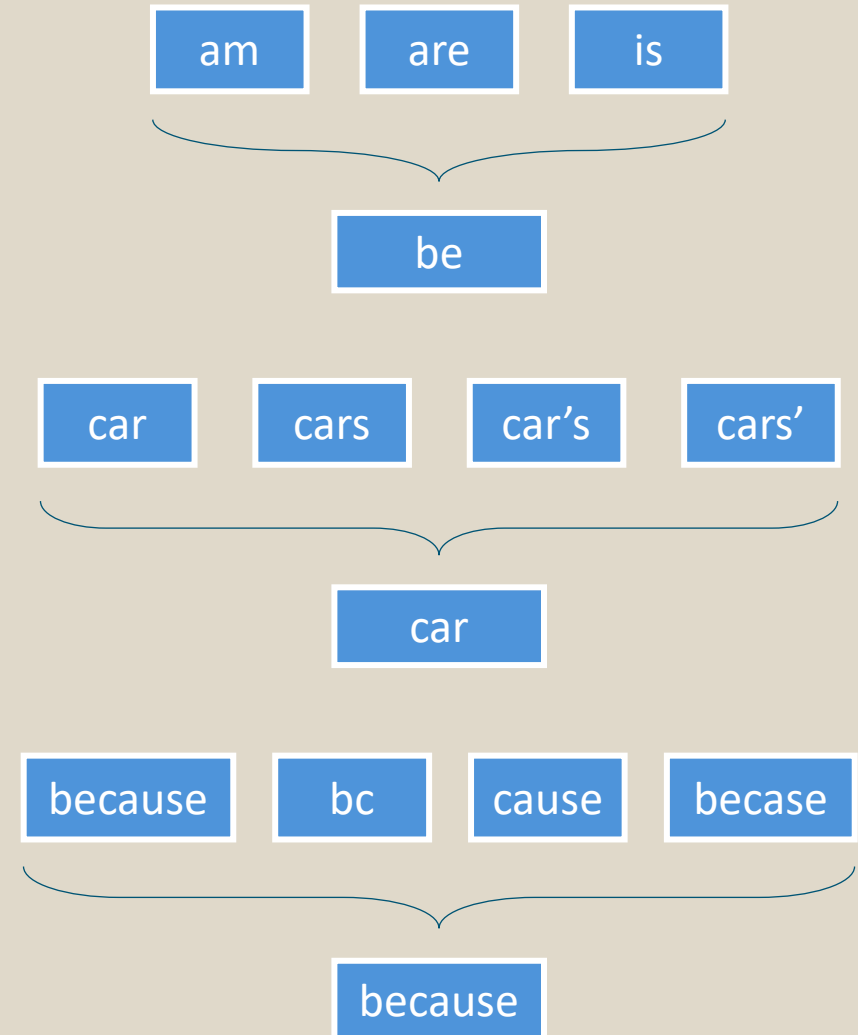 am are is
be
car cars car’s cars’
car
because bc cause becase
because